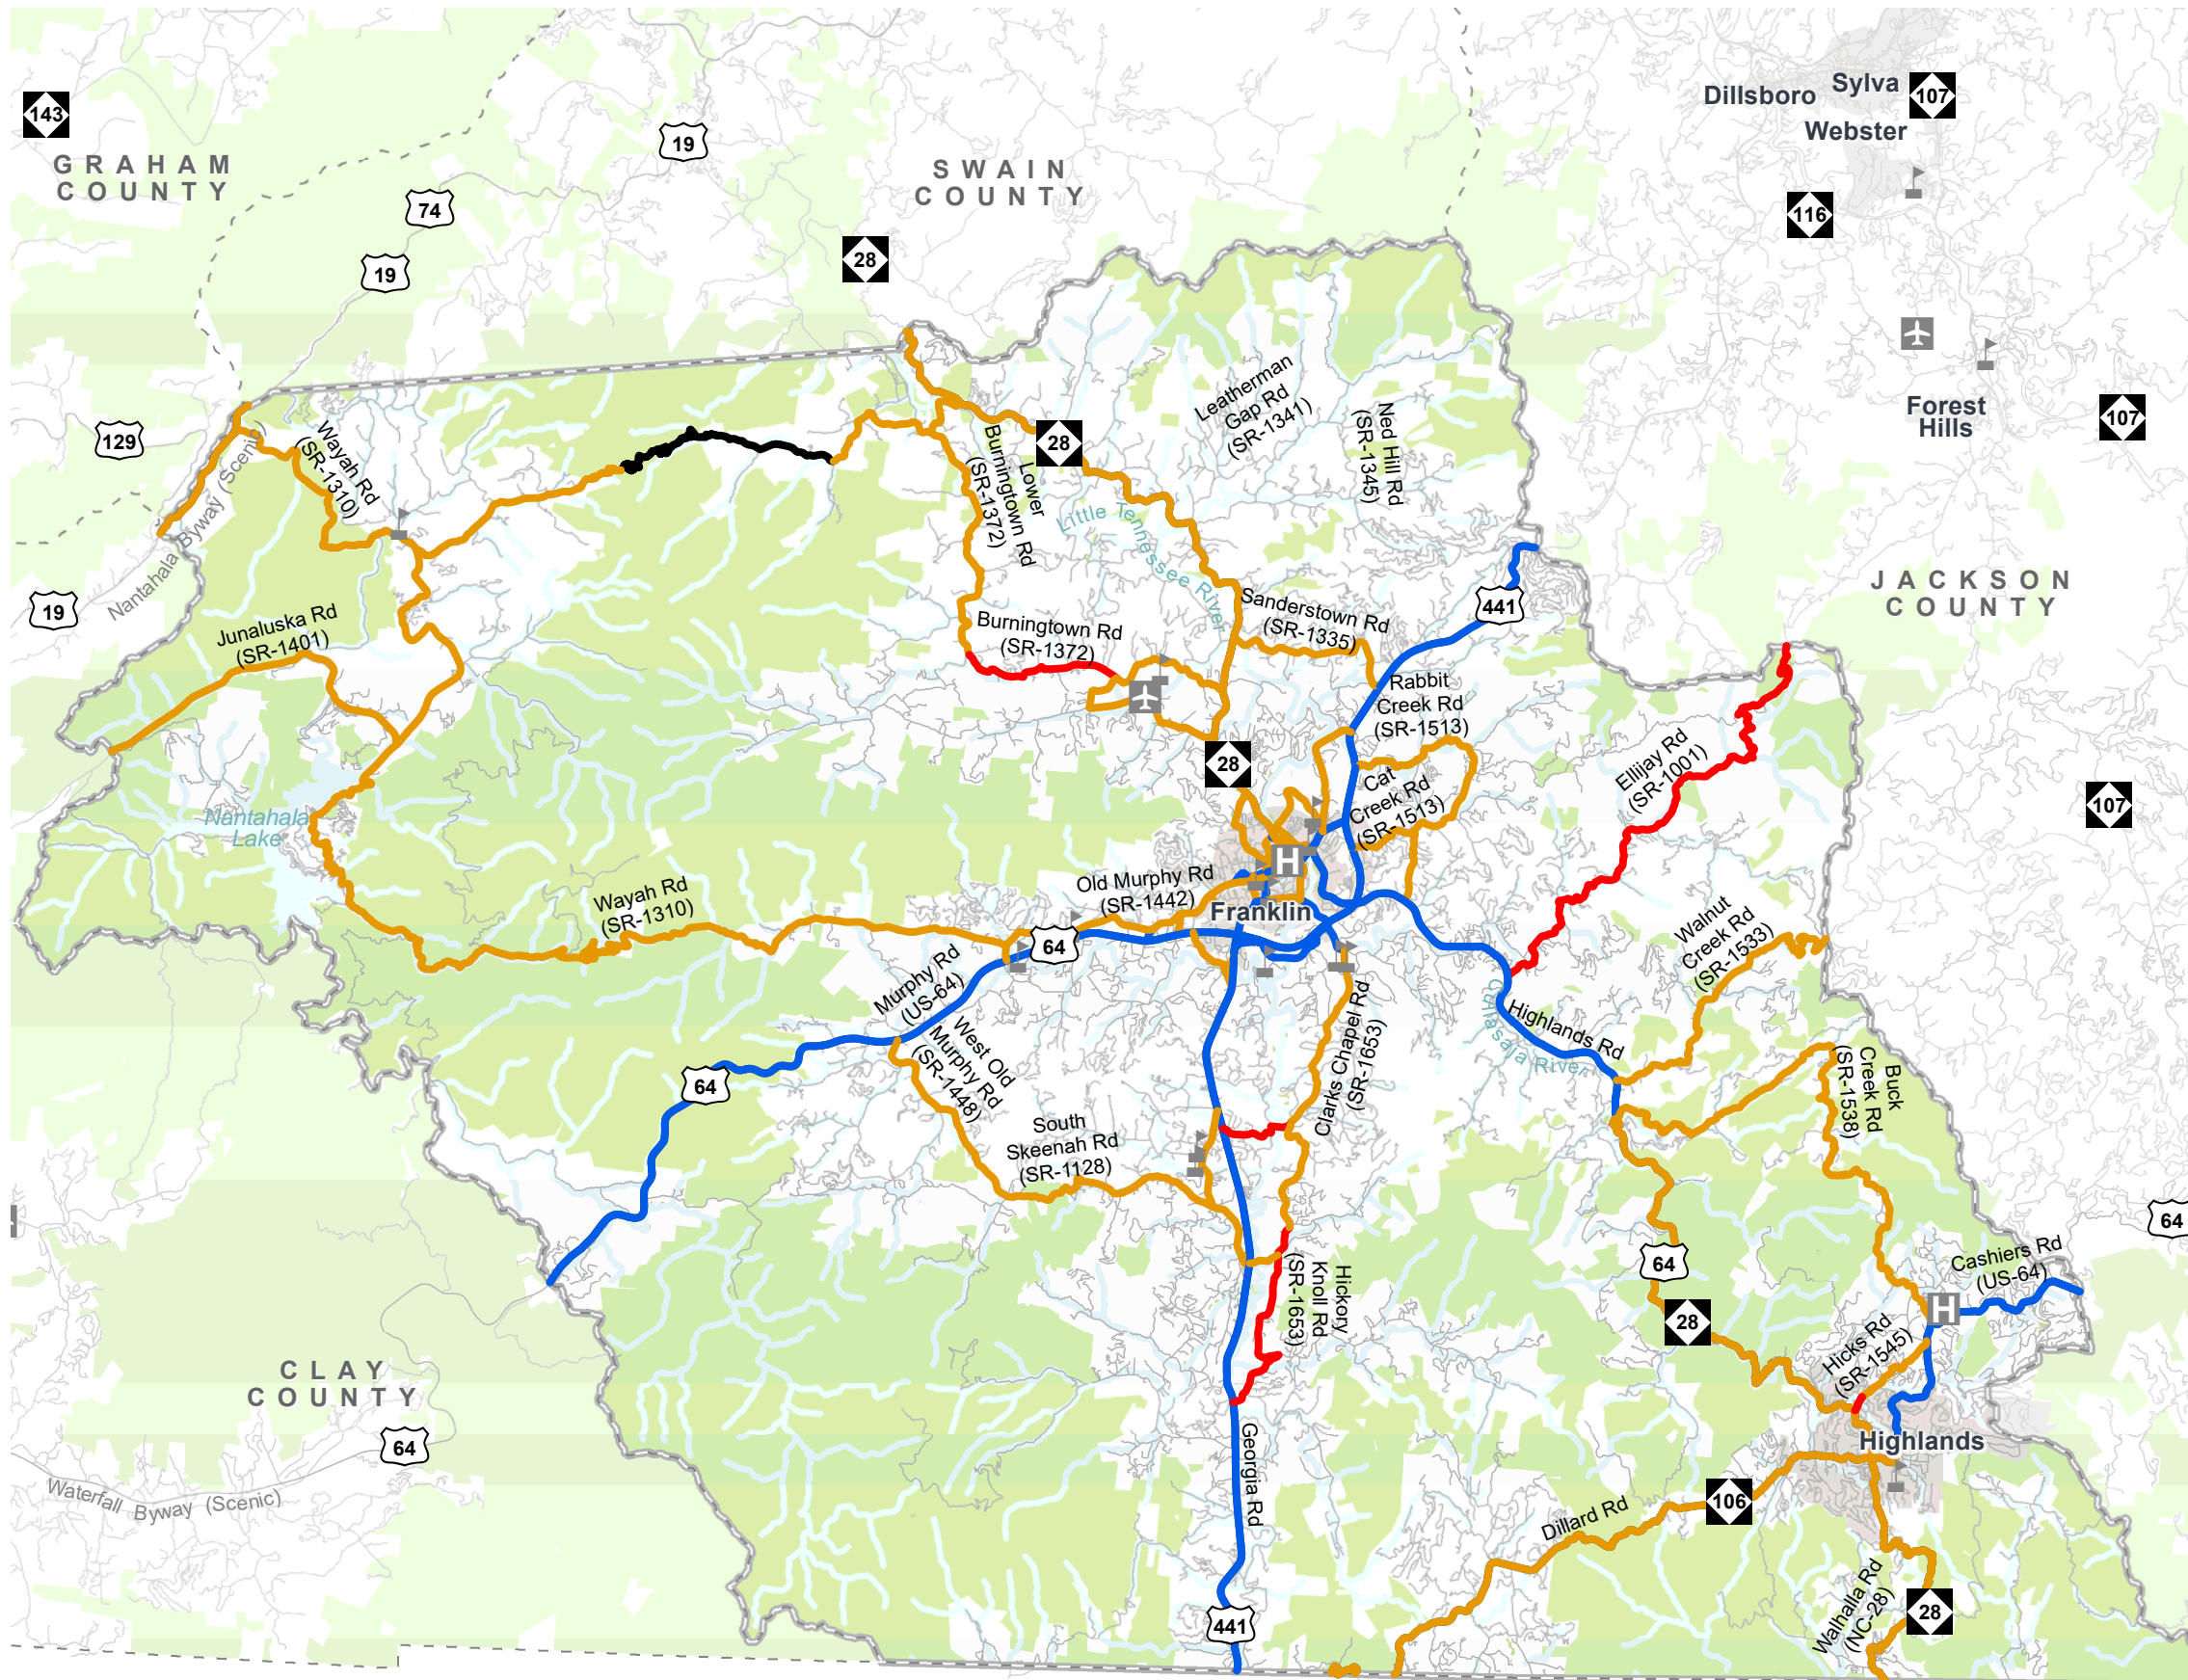 143
GRAHAM
COUNTY
19
74
19
28
SWAIN
COUNTY
Dillsboro
Sylva
107
Webster
116
Forest
Hills
107
129
Nantahala Byway (Scenic)
19
Wayah Rd
(SR-1310)
Junaluska Rd
(SR-1401)
Lower
Burningtown Rd
(SR-1372)
28
Leatherman
Gap Rd
(SR-1341)
Ned Hill Rd
(SR-1345)
Little Tennessee River
Burningtown Rd
(SR-1372)
Sanderstown Rd
(SR-1335)
441
JACKSON
COUNTY
Rabbit
Creek Rd
(SR-1513)
28
Cat
Creek Rd
(SR-1513)
Ellijay Rd
(SR-1001)
107
Nantahala
Lake
Wayah Rd
(SR-1310)
Old Murphy Rd
(SR-1442)
H
Franklin
64
Walnut
Creek Rd
(SR-1533)
Murphy Rd
(US-64)
West Old
Murphy Rd
(SR-1448)
64
Clarks Chapel Rd
(SR-1653)
Highlands Rd
Cullasaja River
Buck
Creek Rd
(SR-1538)
South
Skeenah Rd
(SR-1128)
64
64
Cashiers Rd
(US-64)
H
Hickory
Knoll Rd
(SR-1653)
28
Hicks Rd
(SR-1545)
CLAY
COUNTY
64
Waterfall Byway (Scenic)
Georgia Rd
Highlands
106
Dillard Rd
Walhalla Rd
(NC-28)
28
441